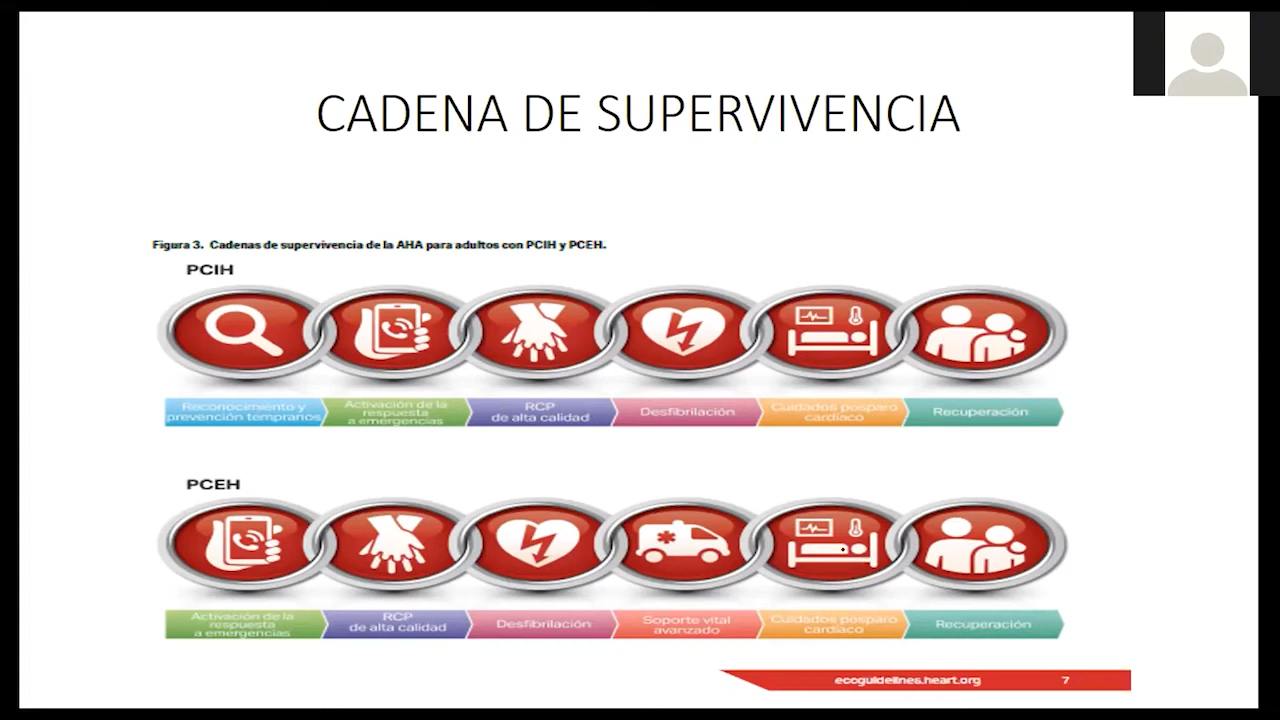 CADENA DE SUPERVIVENCIA
Figura 3. Cadenas de supervivencia de la AHA para adultos con PCIH y PCEH.
PCIH
Reconocimiento y
prevención tempranos
Activación de la
respuesta
a emergencias
RCP
de alta calidad
Desfibrilación
Cuidados posparo
cardíaco
Recuperación
PCEH
Activación de la
respuesta
a emergencias
RCP
de alta calidad
Desfibrilación
Soporte vital
avanzado
Cuidados posparo
cardíaco
Recuperación
eccguidelines.heart.org 7